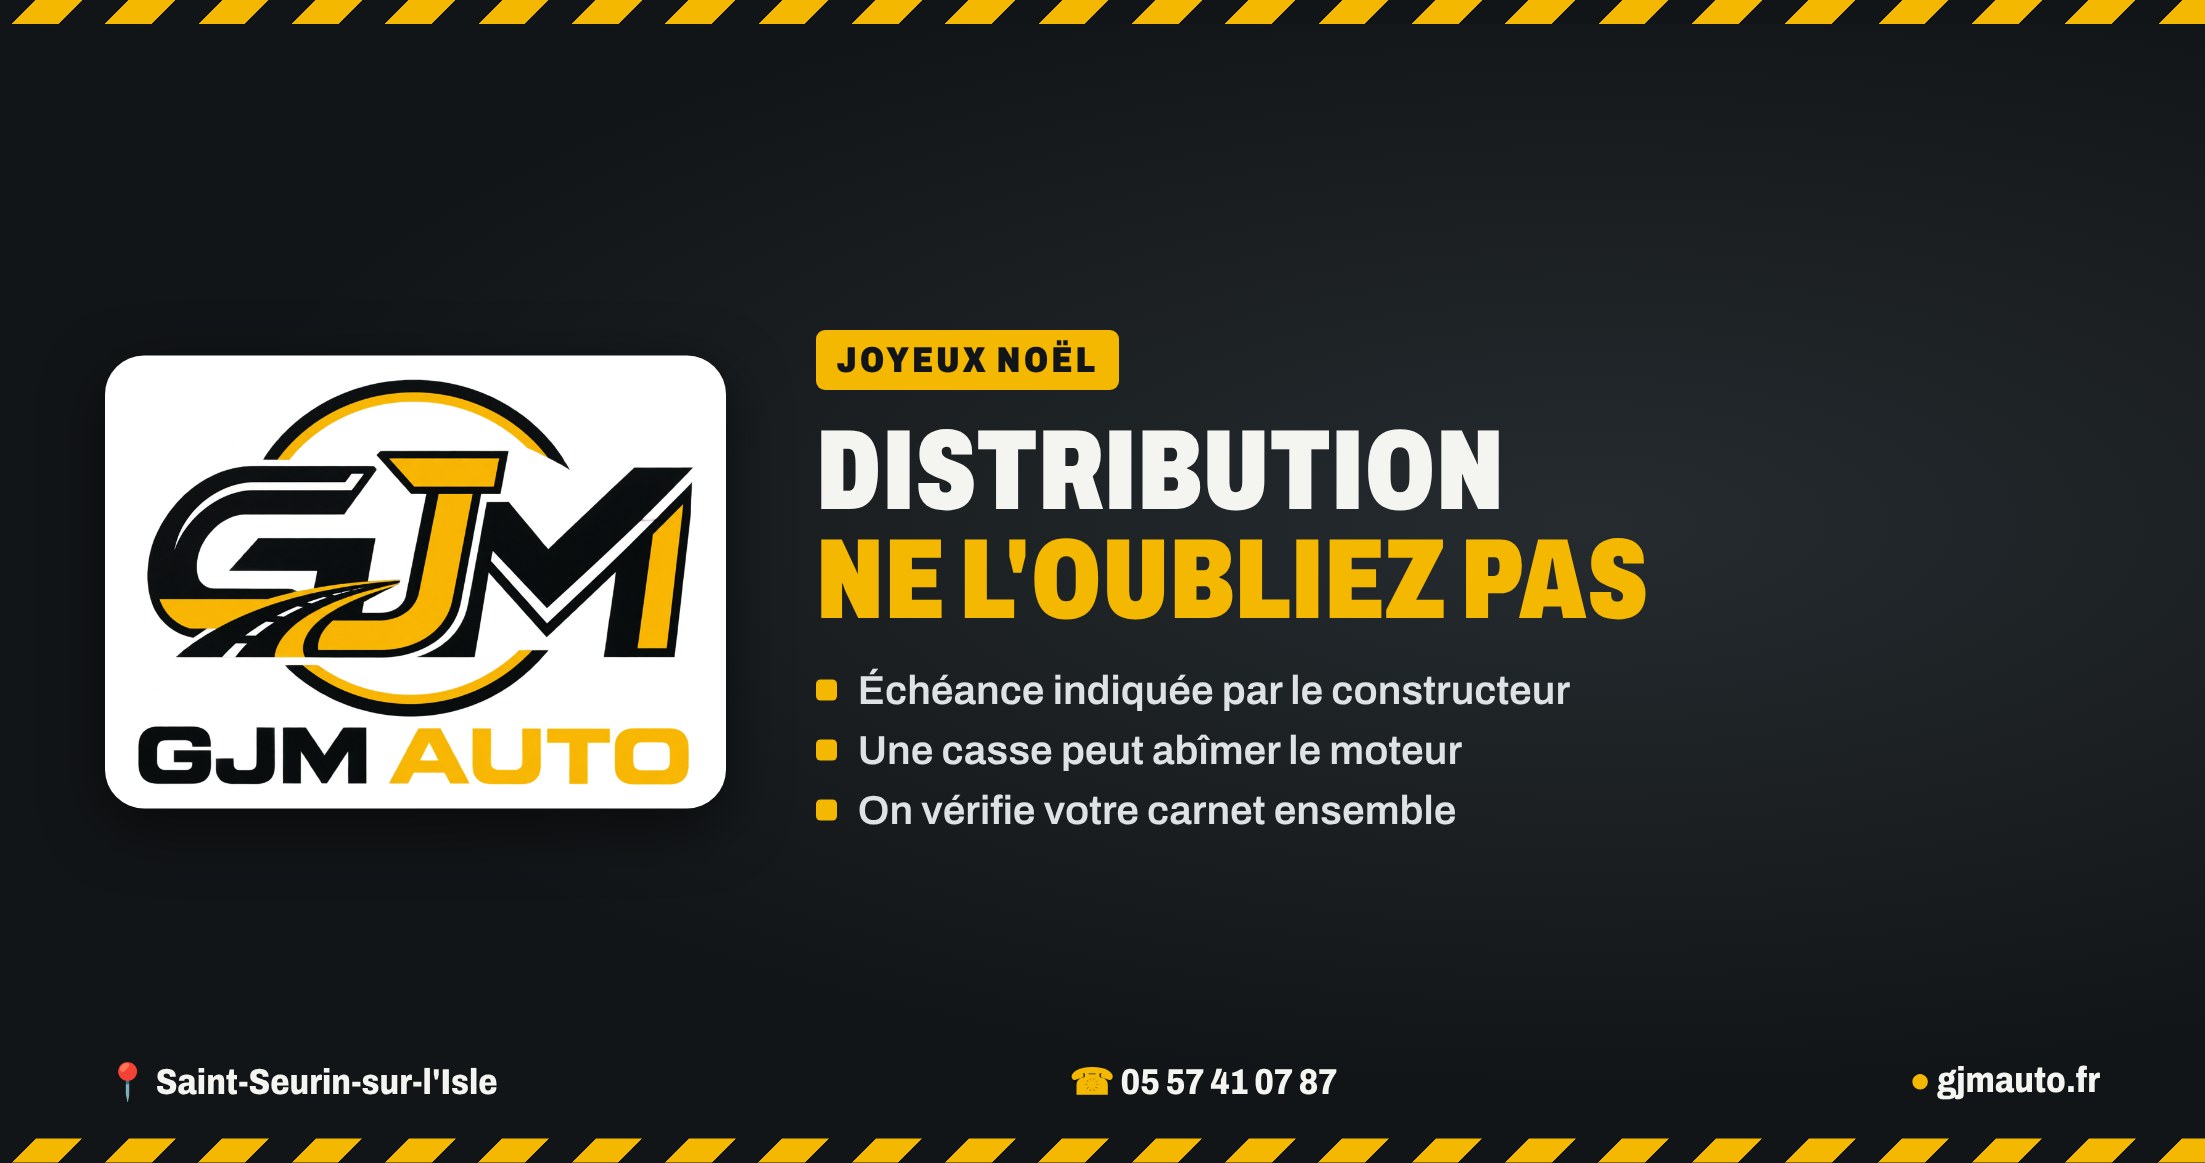 GJM
GJM AUTO
JOYEUX NOËL
DISTRIBUTION
NE L'OUBLIEZ PAS
Échéance indiquée par le constructeur
Une casse peut abîmer le moteur
On vérifie votre carnet ensemble
Saint-Seurin-sur-l'Isle
05 57 41 07 87
gjmauto.fr